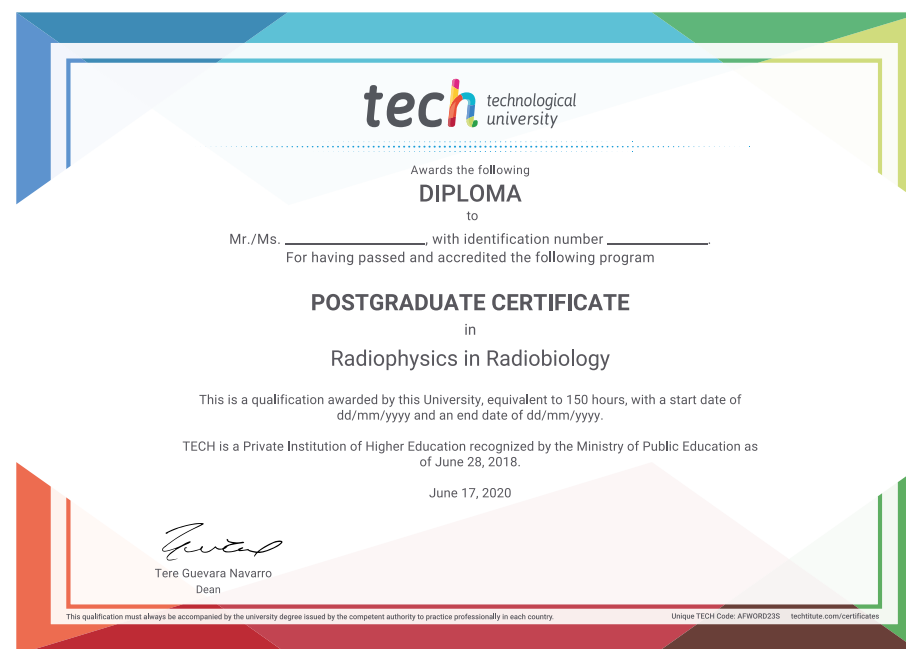 tech technological
university
Awards the following
DIPLOMA
to
Mr./Ms. ____________________, with identification number ______________.
For having passed and accredited the following program
POSTGRADUATE CERTIFICATE
in
Radiophysics in Radiobiology
This is a qualification awarded by this University, equivalent to 150 hours, with a start date of
dd/mm/yyyy and an end date of dd/mm/yyyy.
TECH is a Private Institution of Higher Education recognized by the Ministry of Public Education as
of June 28, 2018.
June 17, 2020
Tere Guevara Navarro
Dean
This qualification must always be accompanied by the university degree issued by the competent authority to practice professionally in each country. Unique TECH Code: AFWORD23S techtitute.com/certificates